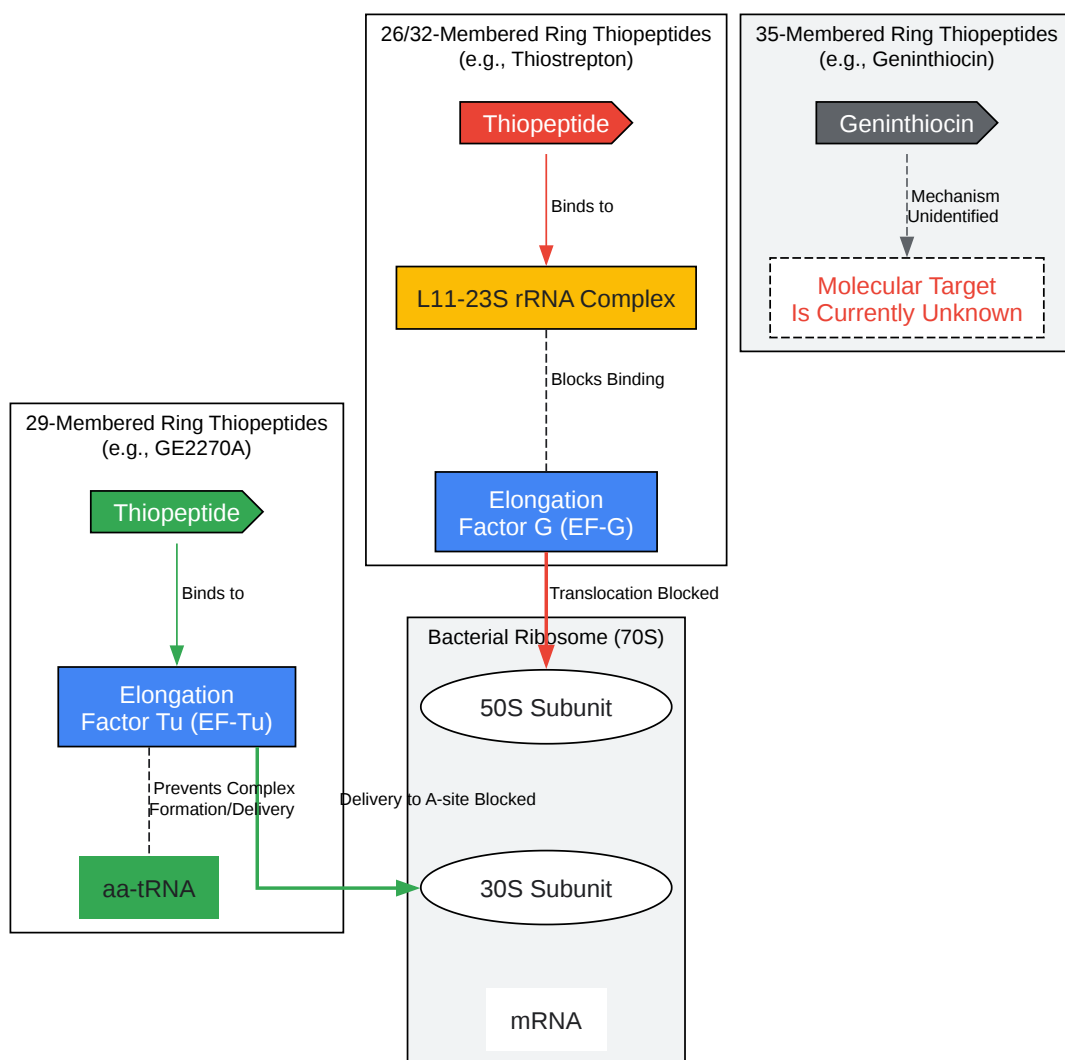 26/32-Membered Ring Thiopeptides
(e.g., Thiostrepton)
Thiopeptide
Binds to
L11-23S rRNA Complex
Blocks Binding
Elongation
Factor G (EF-G)
Translocation Blocked
35-Membered Ring Thiopeptides
(e.g., Geninthiocin)
Geninthiocin
Mechanism
Unidentified
Molecular Target
Is Currently Unknown
29-Membered Ring Thiopeptides
(e.g., GE2270A)
Thiopeptide
Binds to
Elongation
Factor Tu (EF-Tu)
Prevents Complex
Formation/Delivery
aa-tRNA
Delivery to A-site Blocked
Bacterial Ribosome (70S)
50S Subunit
30S Subunit
mRNA